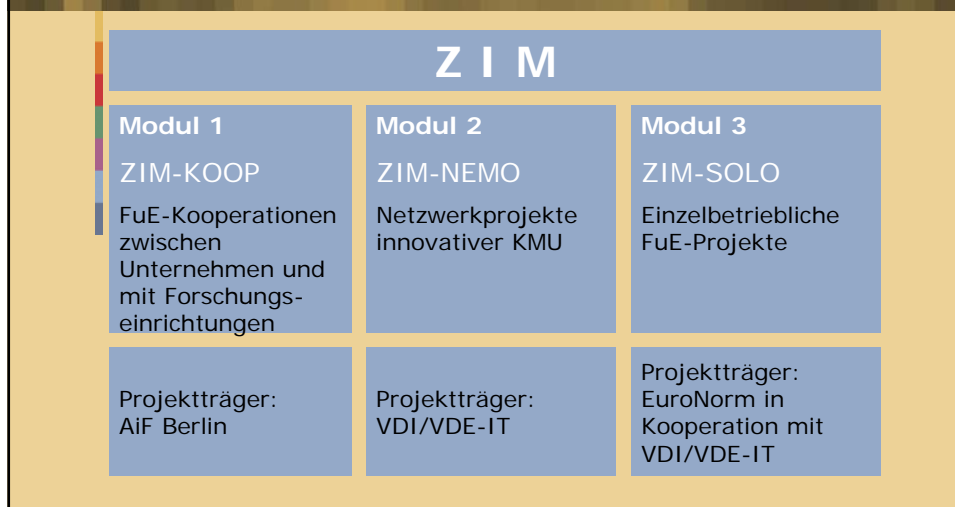 Z I M
Modul 1
ZIM-KOOP
FuE-Kooperationen
zwischen
Unternehmen und
mit Forschungs-
einrichtungen
Modul 2
ZIM-NEMO
Netzwerkprojekte
innovativer KMU
Modul 3
ZIM-SOLO
Einzelbetriebliche
FuE-Projekte
Projektträger:
AiF Berlin
Projektträger:
VDI/VDE-IT
Projektträger:
EuroNorm in
Kooperation mit
VDI/VDE-IT